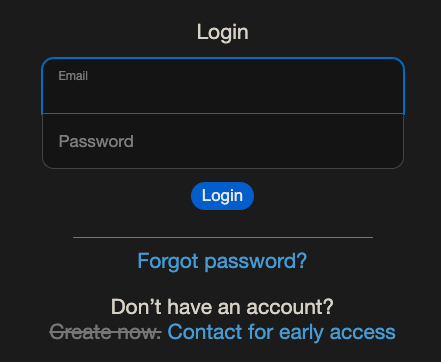 Login
Email
Password
Login
Forgot password?
Don’t have an account?
Create now. Contact for early access